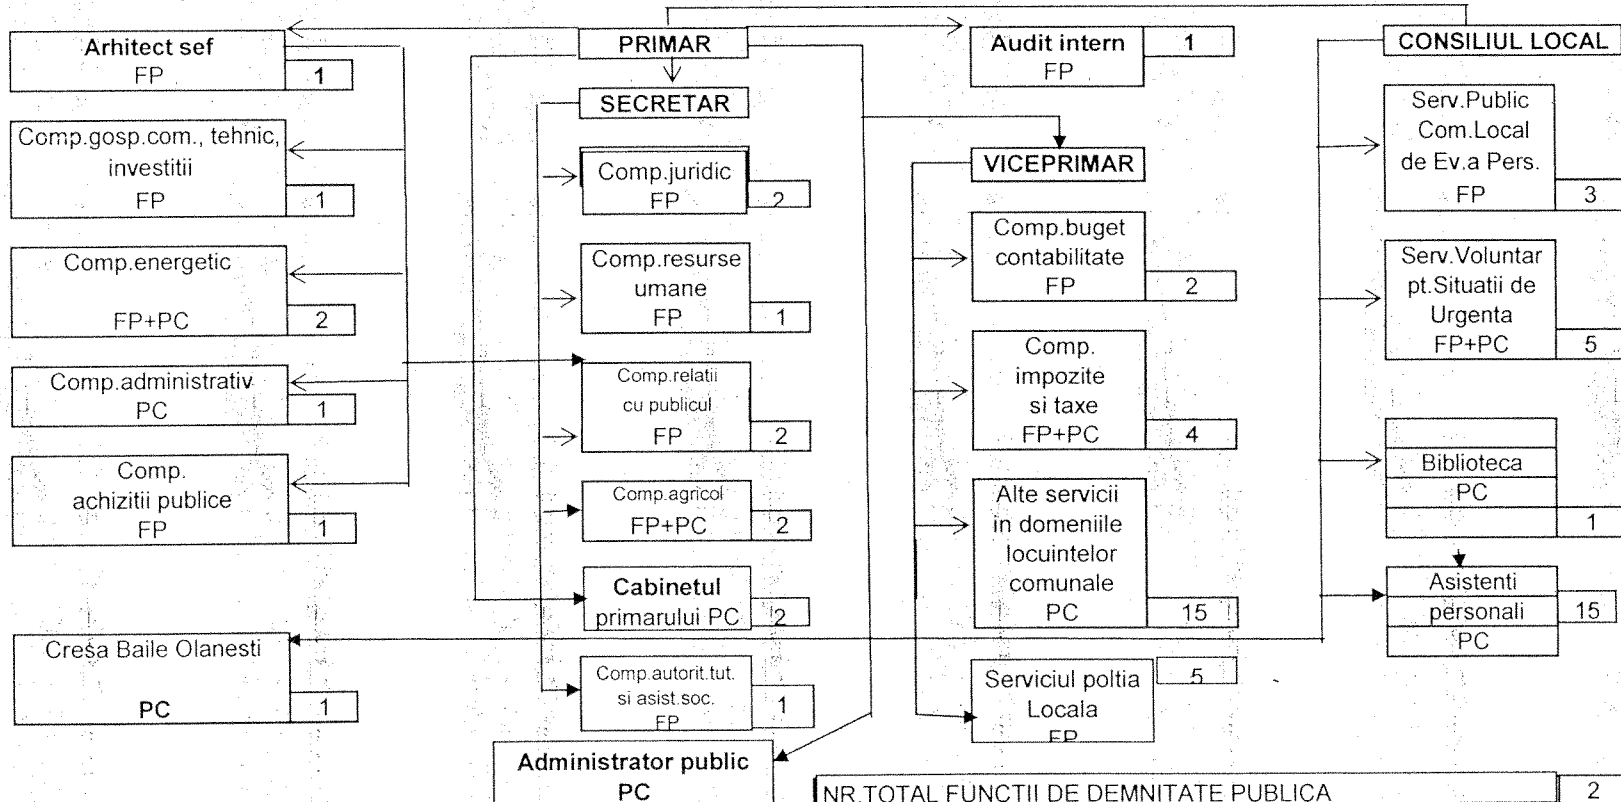 Arhitect sef
FP
1
Comp.gosp.com., tehnic,
investitii
FP
1
Comp.energetic
FP+PC
2
Comp.administrativ
PC
1
Comp.
achizitii publice
FP
1
Cresa Baile Olanesti
PC
1
PRIMAR
SECRETAR
Comp.juridic
FP
2
Comp.resurse
umane
FP
1
Comp.relatii
cu publicul
FP
2
Comp.agricol
FP+PC
2
Cabinetul
primarului PC
2
Comp.autorit.tut.
si asist.soc.
FP
1
Administrator public
PC
Audit intern
FP
1
VICEPRIMAR
Comp.buget
contabilitate
FP
2
Comp.
impozite
si taxe
FP+PC
4
Alte servicii
in domeniile
locuintelor
comunale
PC
15
Serviciul poltia
Locala
FP
5
CONSILIUL LOCAL
Serv.Public
Com.Local
de Ev.a Pers.
FP
3
Serv.Voluntar
pt.Situatii de
Urgenta
FP+PC
5
Biblioteca
PC
1
Asistenti
personali
PC
15
NR.TOTAL FUNCTII DE DEMNITATE PUBLICA
2